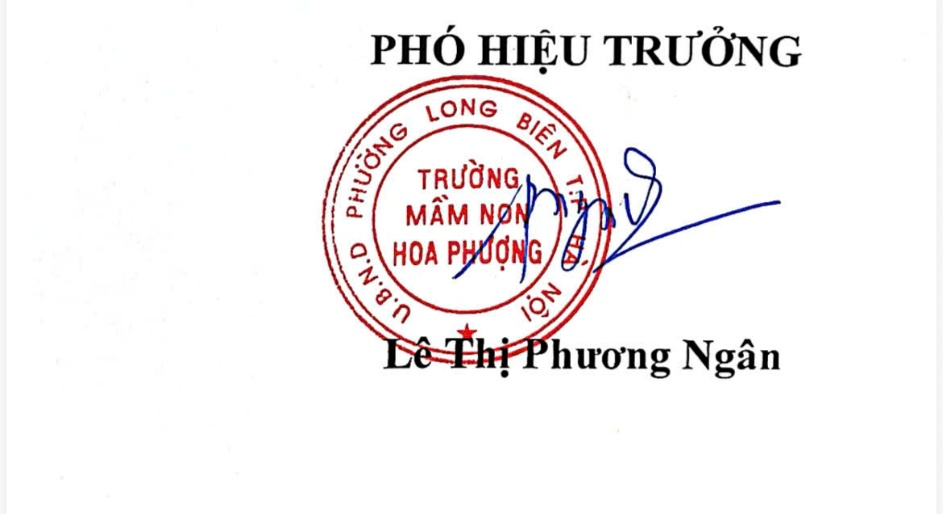 PHÓ HIỆU TRƯỞNG
U.B.N.D PHƯỜNG LONG BIÊN T.P HÀ NỘI
TRƯỜNG
MẦM NON
HOA PHƯỢNG
Lê Thị Phương Ngân